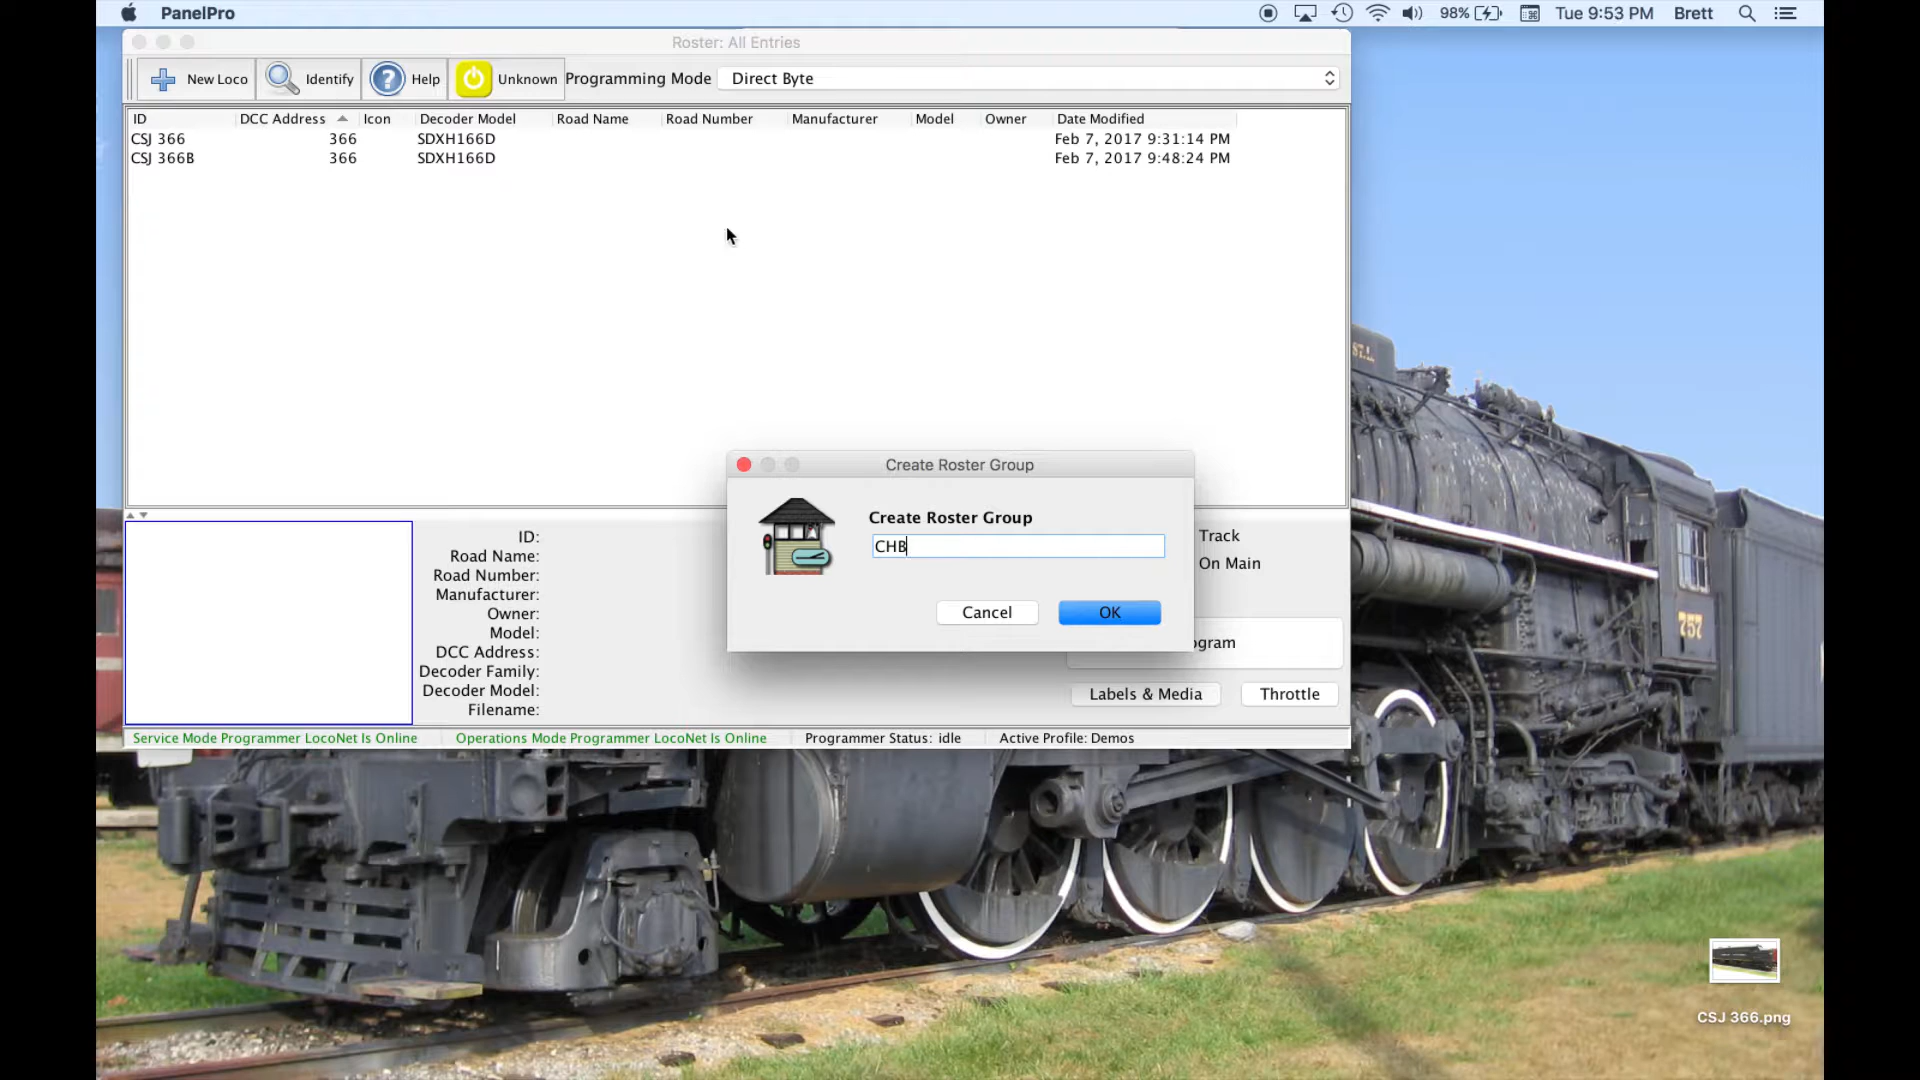 PanelPro
98%
Tue 9:53 PM
Brett
Roster: All Entries
New Loco
Identify
Help
Unknown
Programming Mode
Direct Byte
ID
DCC Address
Icon
Decoder Model
Road Name
Road Number
Manufacturer
Model
Owner
Date Modified
CSJ 366 366 SDXH166D Feb 7, 2017 9:31:14 PM
CSJ 366B 366 SDXH166D Feb 7, 2017 9:48:24 PM
Create Roster Group
Create Roster Group
CHB
Cancel
OK
ID:
Road Name:
Road Number:
Manufacturer:
Owner:
Model:
DCC Address:
Decoder Family:
Decoder Model:
Filename:
Track
On Main
ogram
Labels & Media
Throttle
Service Mode Programmer LocoNet Is Online
Operations Mode Programmer LocoNet Is Online
Programmer Status: idle
Active Profile: Demos
757
CSJ 366.png